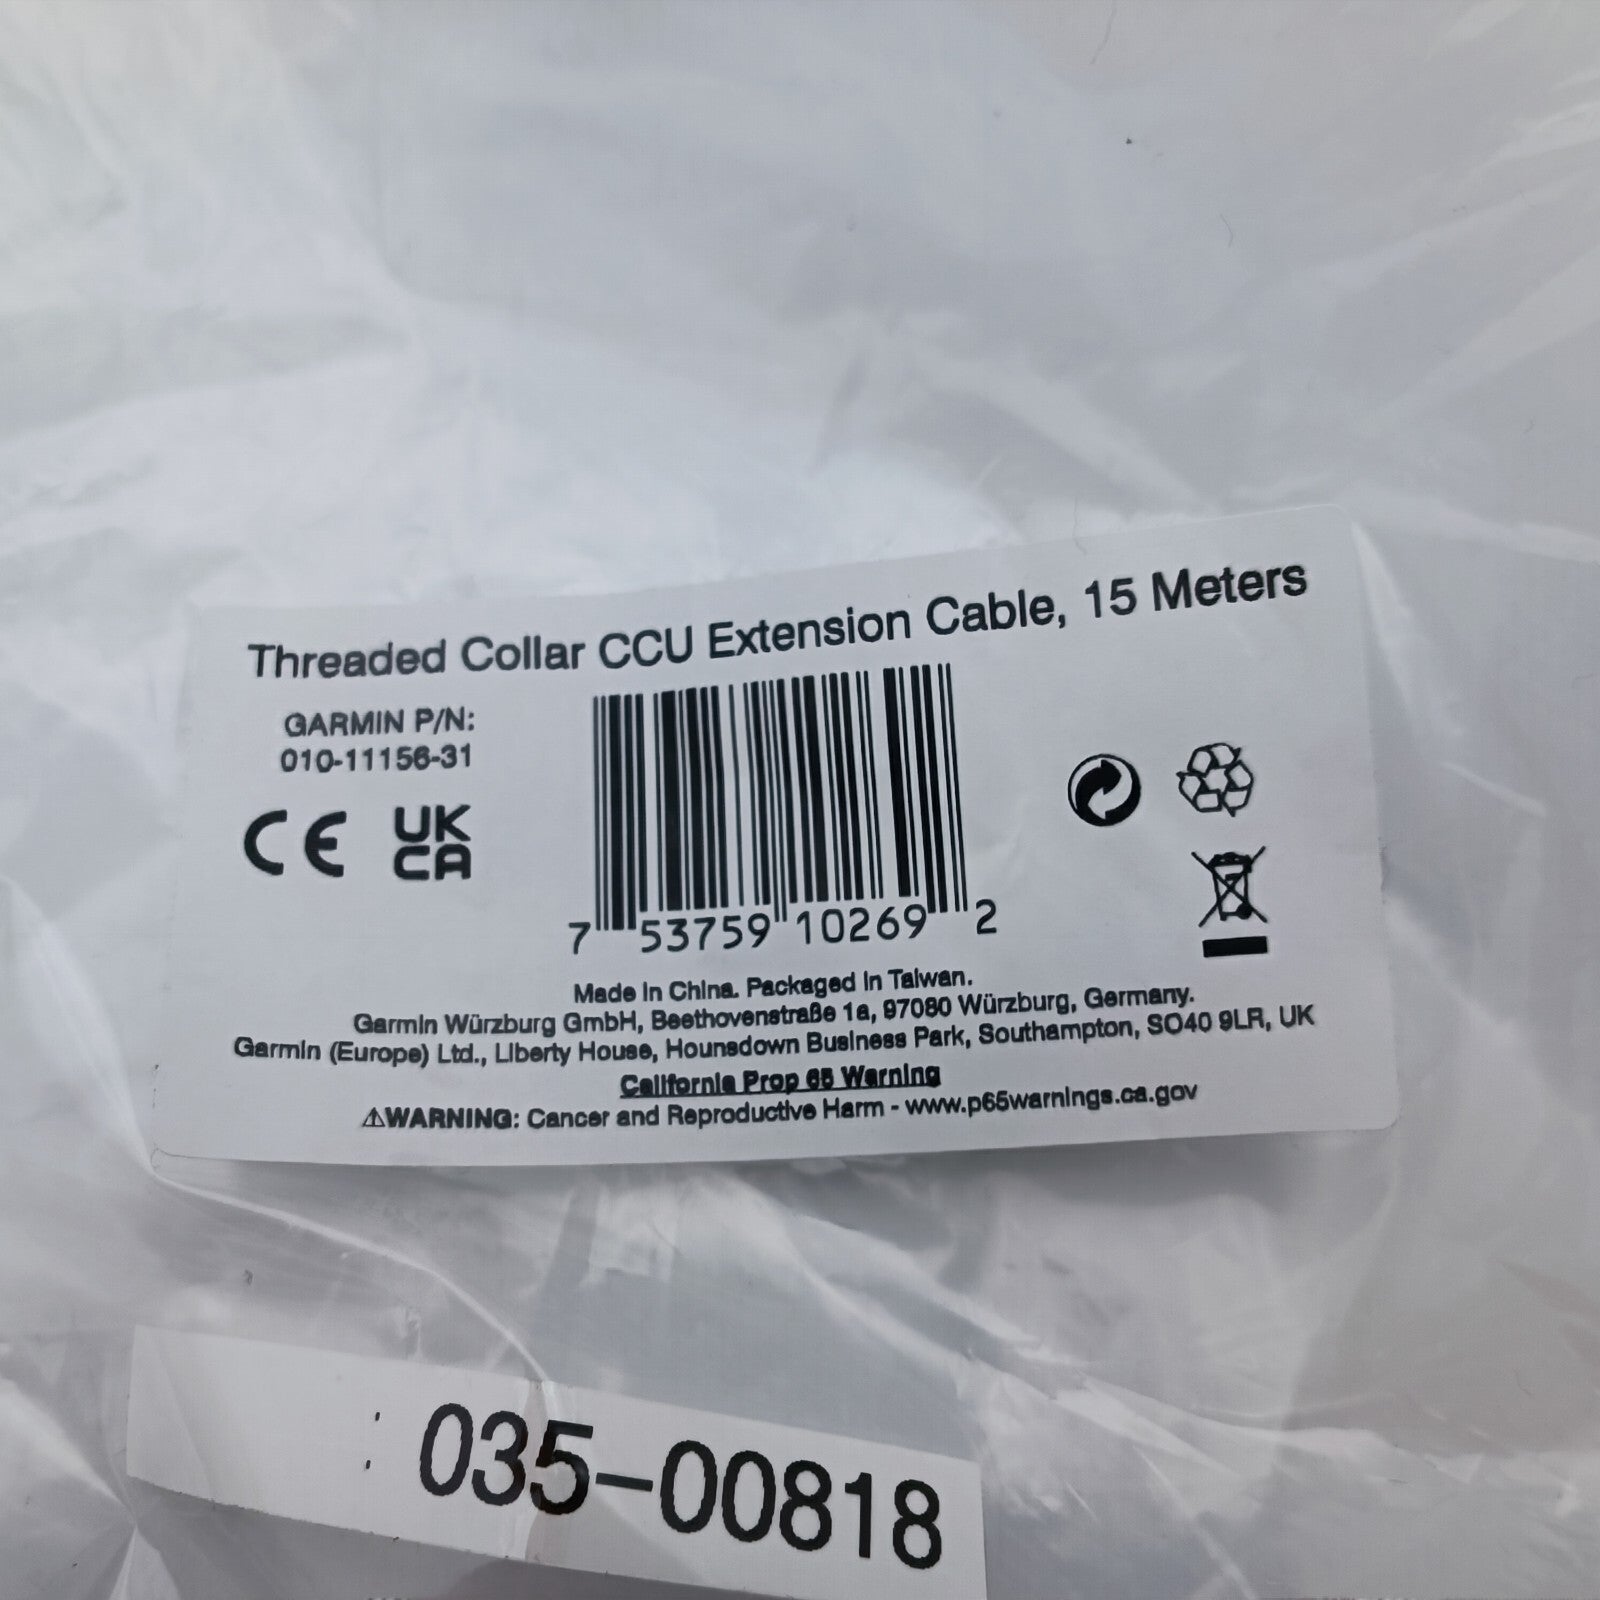 Threaded Collar CCU Extension Cable, 15 Meters
GARMIN P/N:
010-11156-31
CE
UK
CA
7 53759 10269 2
Made in China. Packaged in Taiwan.
Garmin Würzburg GmbH, Beethovenstraße 1a, 97080 Würzburg, Germany.
Garmin (Europe) Ltd., Liberty House, Hounsdown Business Park, Southampton, SO40 9LR, UK
California Prop 65 Warning
⚠WARNING: Cancer and Reproductive Harm - www.p65warnings.ca.gov
: 035-00818